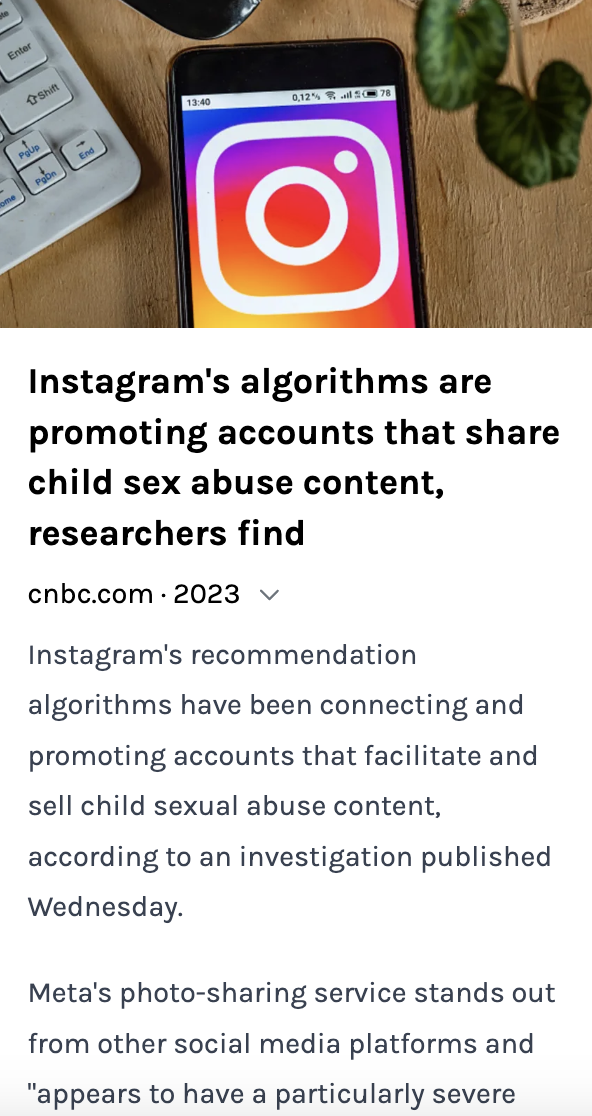 Enter
⇧Shift
PgUp
End
PgDn
ome
13:40 0,12 78
Instagram's algorithms are
promoting accounts that share
child sex abuse content,
researchers find
cnbc.com · 2023
Instagram's recommendation
algorithms have been connecting and
promoting accounts that facilitate and
sell child sexual abuse content,
according to an investigation published
Wednesday.
Meta's photo-sharing service stands out
from other social media platforms and
"appears to have a particularly severe